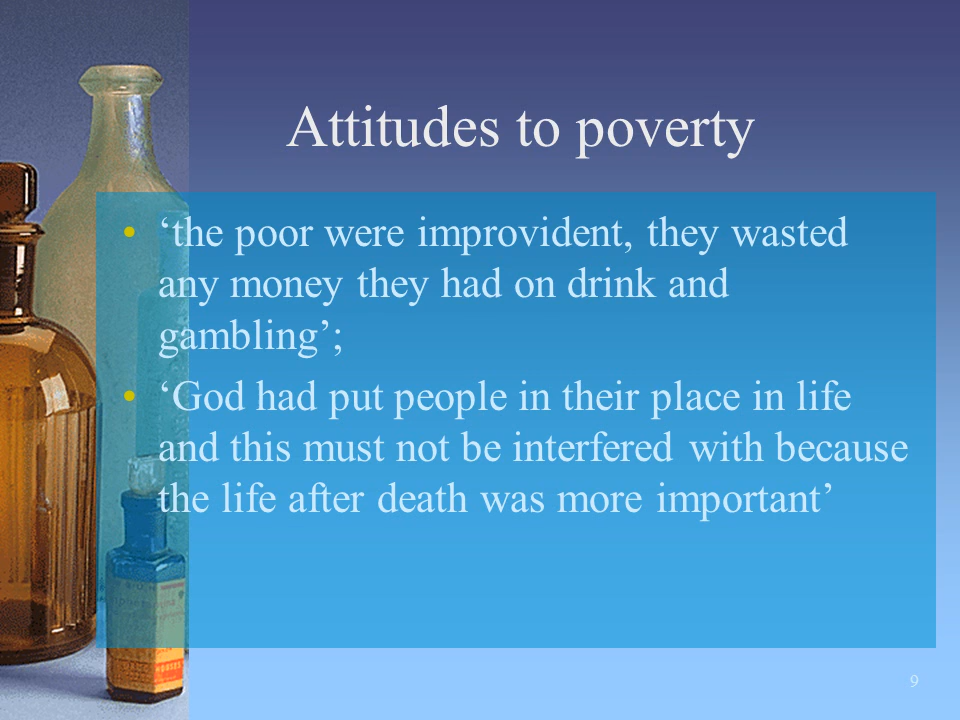 Attitudes to poverty
• ‘the poor were improvident, they wasted
any money they had on drink and
gambling’;
• ‘God had put people in their place in life
and this must not be interfered with because
the life after death was more important’
9